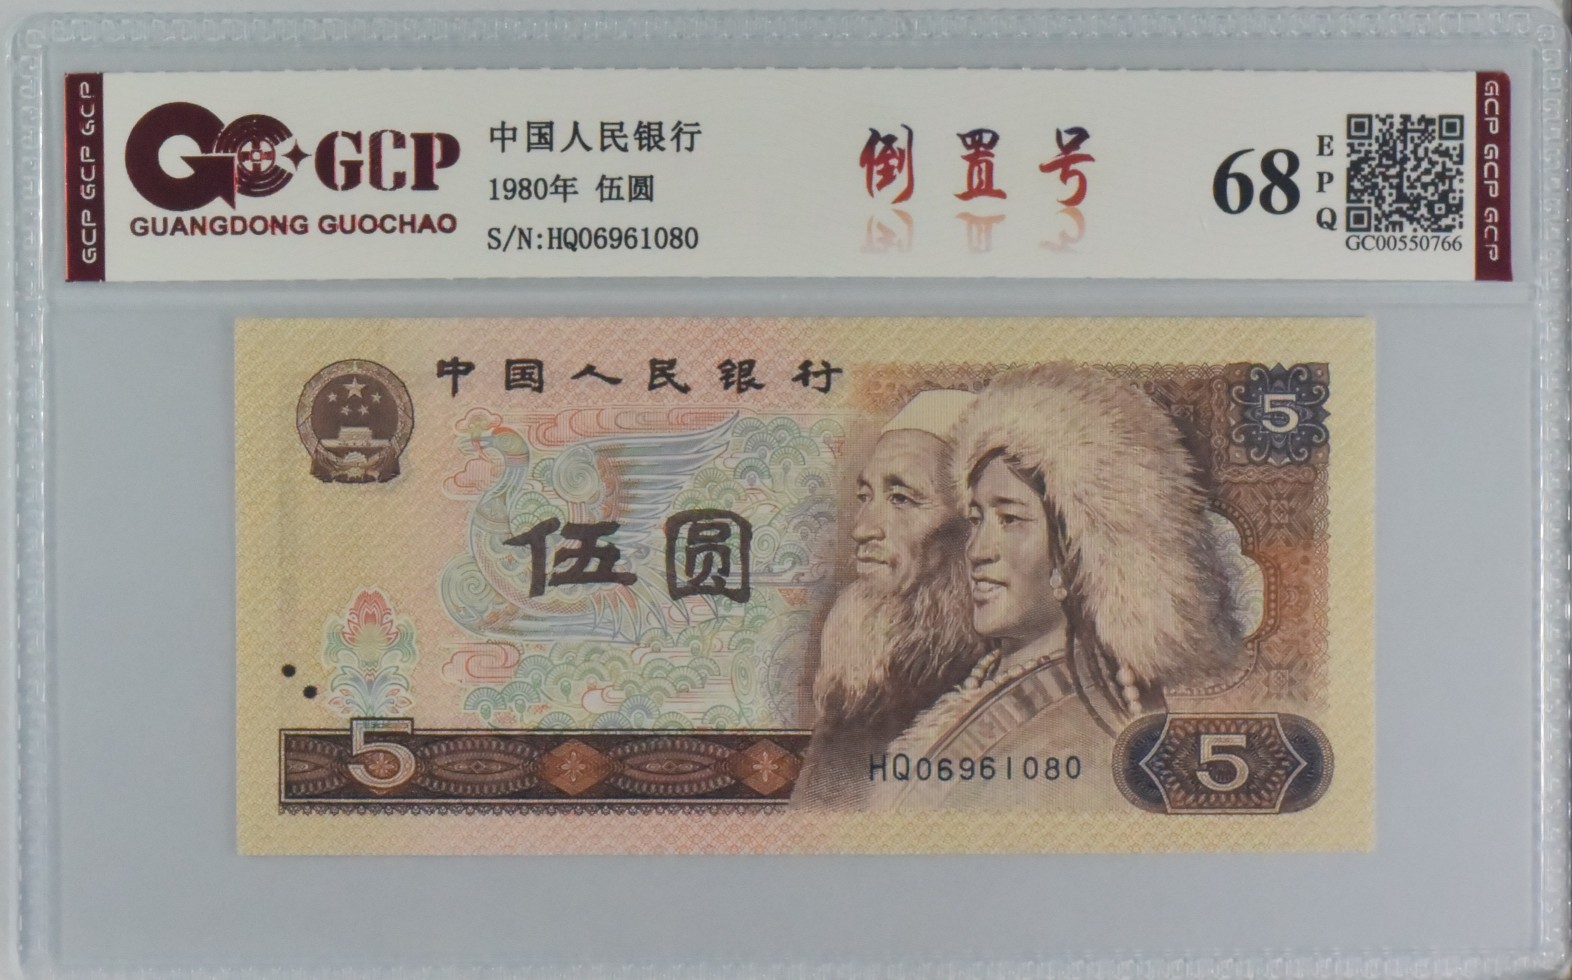 GCP GCP GCP
GCP
GUANGDONG GUOCHAO
中国人民银行
1980年 伍圆
S/N:HQ06961080
倒置号
68
EPQ
GC00550766
GCP GCP GCP
中国人民银行
5
伍圆
5
HQ06961080
5